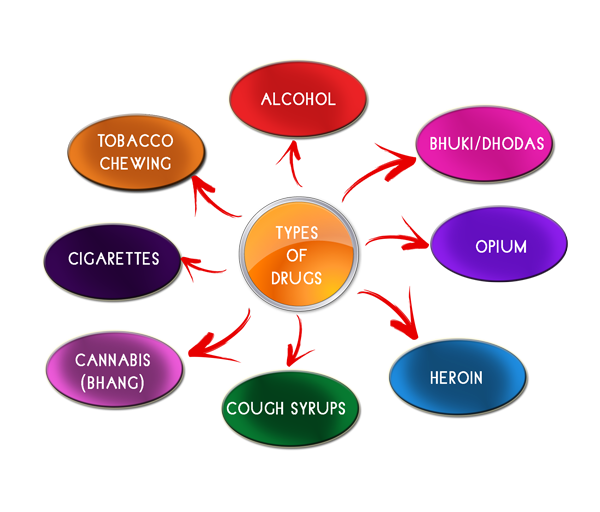 ALCOHOL
TOBACCO
CHEWING
BHUKI/DHODAS
TYPES
OF
DRUGS
CIGARETTES
OPIUM
CANNABIS
(BHANG)
HEROIN
COUGH SYRUPS